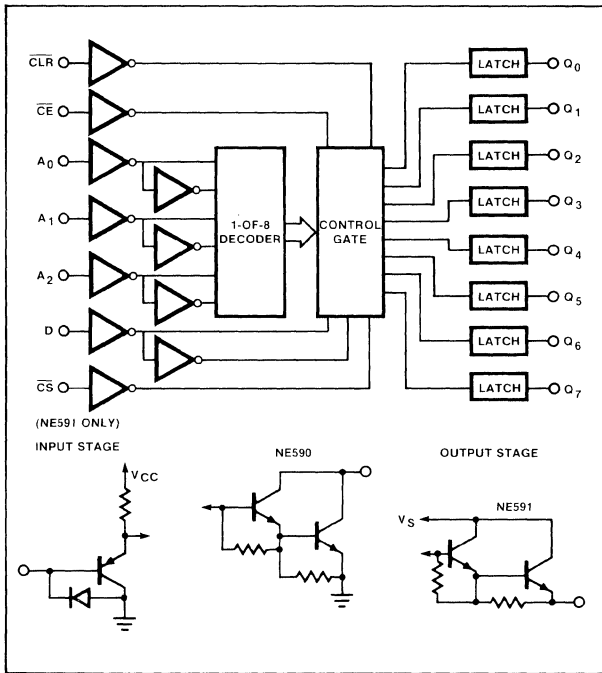 CLR
CE
A0
A1
A2
D
CS
(NE591 ONLY)
1-OF-8
DECODER
CONTROL
GATE
LATCH Q0
LATCH Q1
LATCH Q2
LATCH Q3
LATCH Q4
LATCH Q5
LATCH Q6
LATCH Q7
INPUT STAGE
VCC
NE590
OUTPUT STAGE
NE591
VS